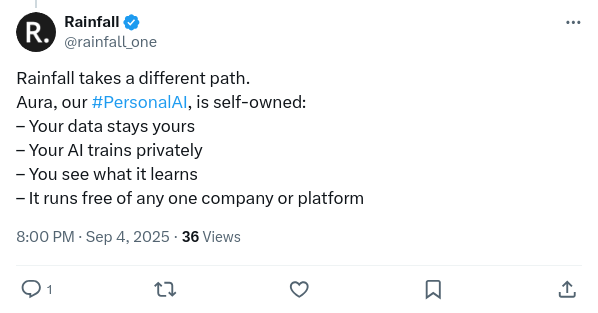 R.
Rainfall
@rainfall_one
Rainfall takes a different path.
Aura, our #PersonalAI, is self-owned:
– Your data stays yours
– Your AI trains privately
– You see what it learns
– It runs free of any one company or platform
8:00 PM · Sep 4, 2025 · 36 Views
1